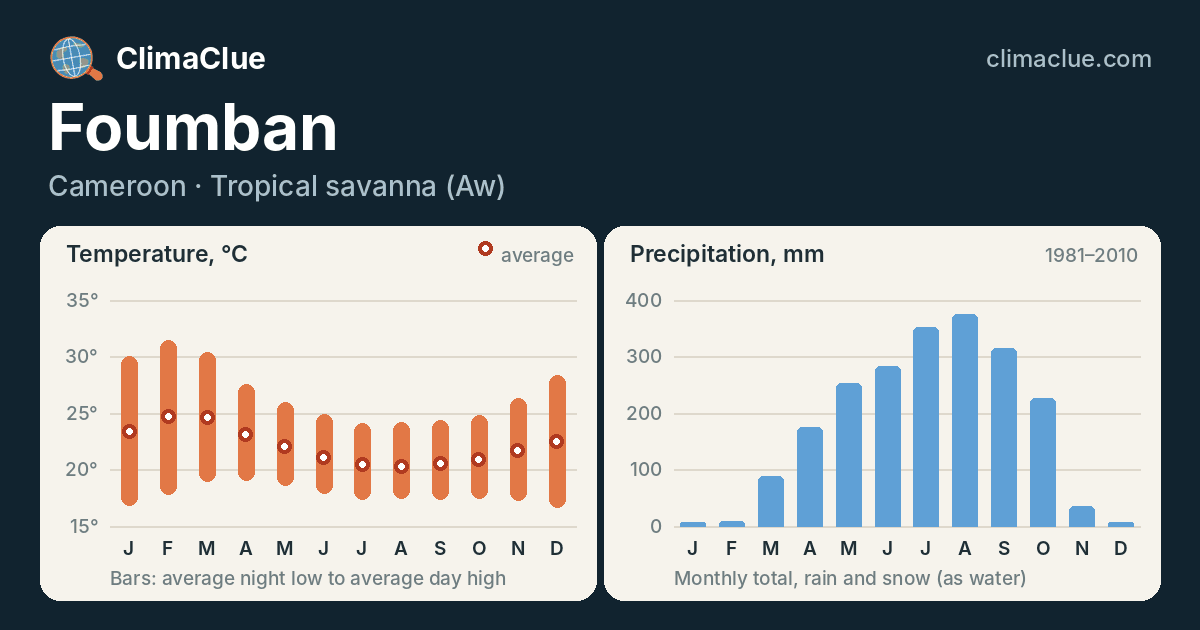 ClimaClue
climaclue.com
Foumban
Cameroon · Tropical savanna (Aw)
Temperature, °C
average
35°
30°
25°
20°
15°
J F M A M J J A S O N D
Bars: average night low to average day high
Precipitation, mm
1981–2010
400
300
200
100
0
J F M A M J J A S O N D
Monthly total, rain and snow (as water)